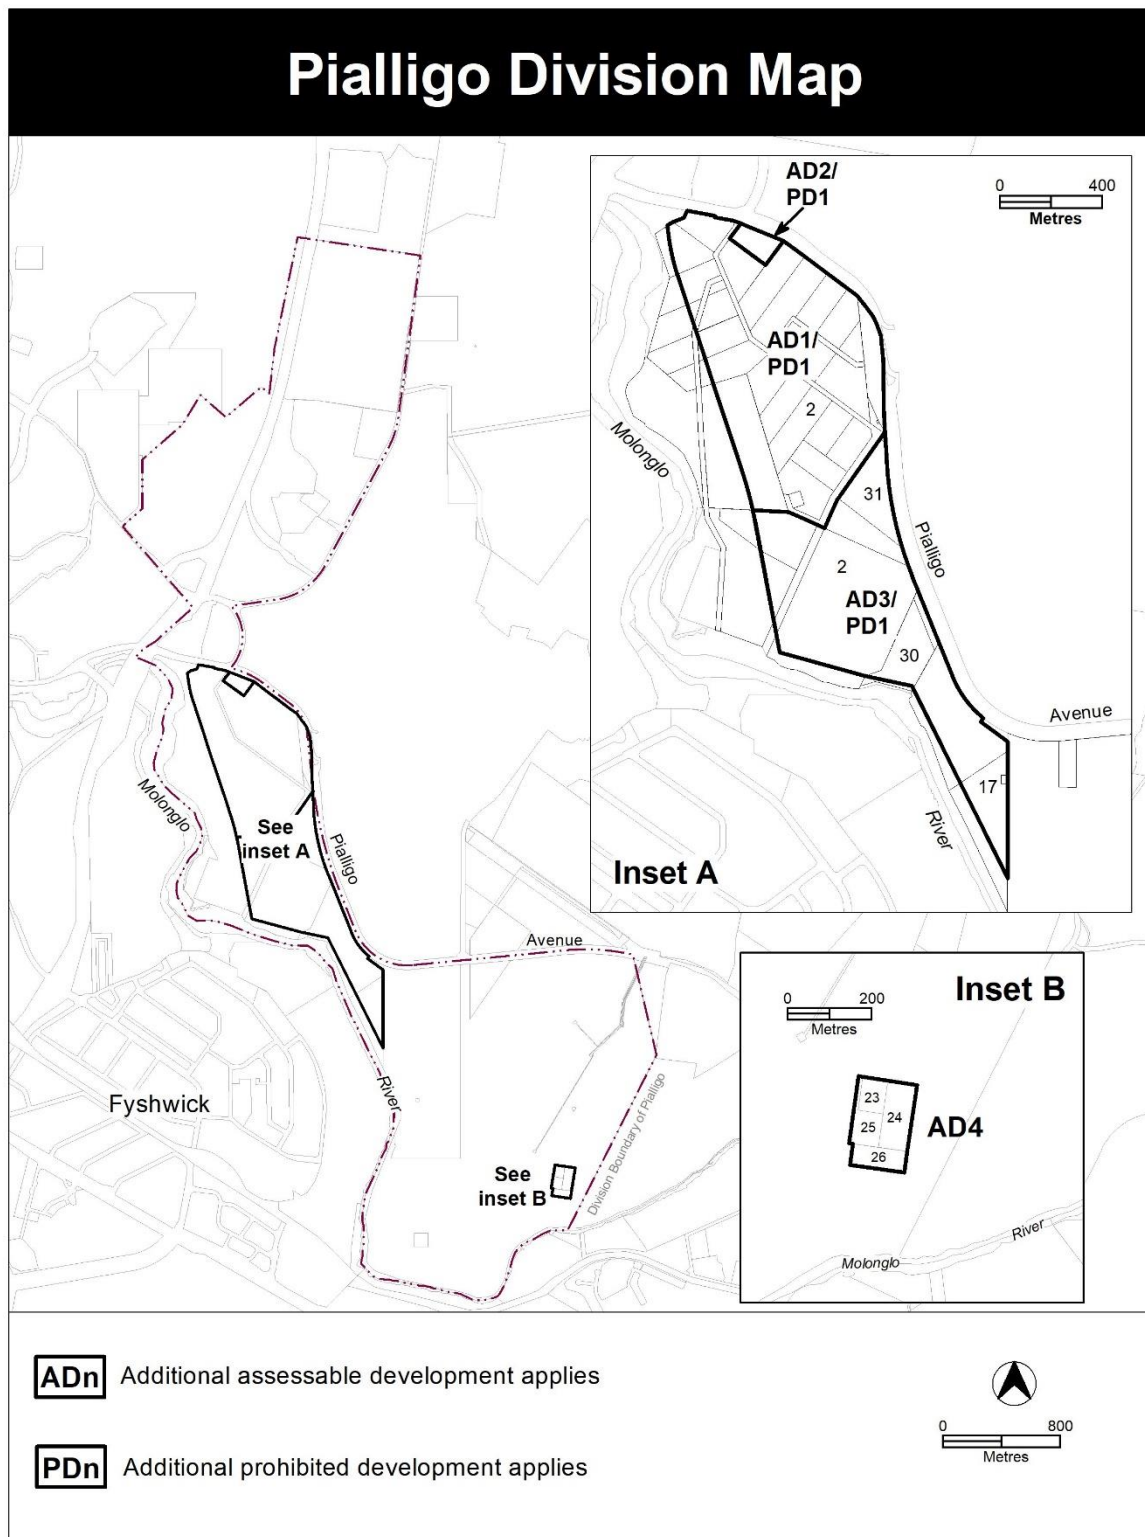 Pialligo Division Map
AD2/
PD1
0 400
Metres
AD1/
PD1
2
Molonglo
31
Pialligo
2
AD3/
PD1
30
Avenue
17
River
Inset A
Molonglo
See
inset A
Pialligo
Avenue
River
Fyshwick
See
inset B
Division Boundary of Pialligo
Inset B
0 200
Metres
23
24
25
26
AD4
River
Molonglo
ADn Additional assessable development applies
PDn Additional prohibited development applies
0 800
Metres